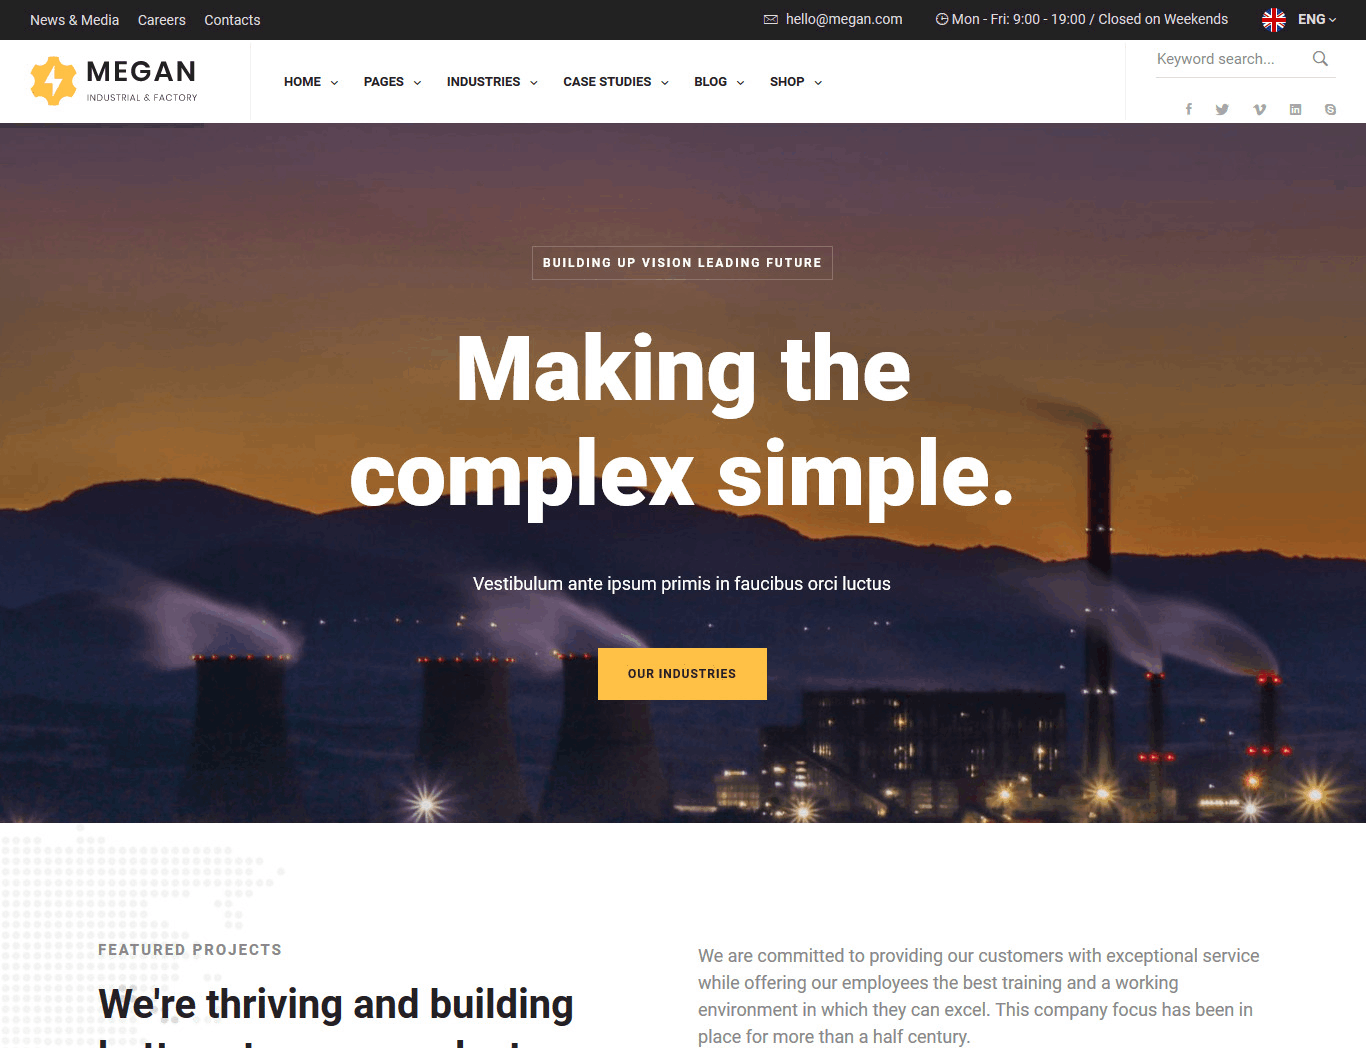 News & Media Careers Contacts hello@megan.com Mon - Fri: 9:00 - 19:00 / Closed on Weekends ENG
MEGAN
INDUSTRIAL & FACTORY
HOME PAGES INDUSTRIES CASE STUDIES BLOG SHOP
Keyword search...
BUILDING UP VISION LEADING FUTURE
Making the
complex simple.
Vestibulum ante ipsum primis in faucibus orci luctus
OUR INDUSTRIES
FEATURED PROJECTS
We're thriving and building
We are committed to providing our customers with exceptional service
while offering our employees the best training and a working
environment in which they can excel. This company focus has been in
place for more than a half century.